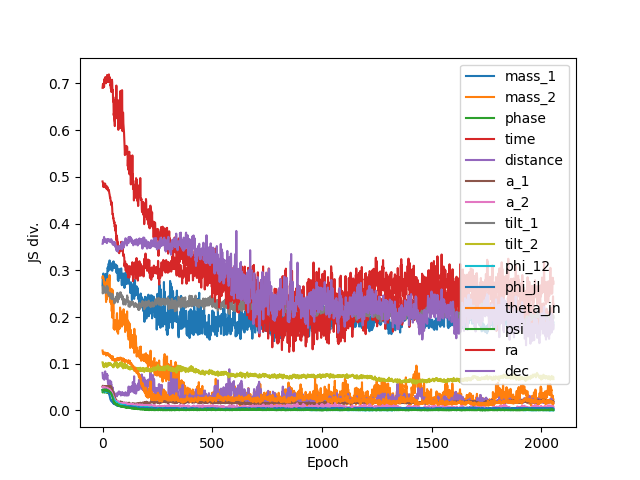 JS div.
0.7
0.6
0.5
0.4
0.3
0.2
0.1
0.0
0
500
1000
1500
2000
Epoch
mass_1
mass_2
phase
time
distance
a_1
a_2
tilt_1
tilt_2
phi_12
phi_jl
theta_jn
psi
ra
dec